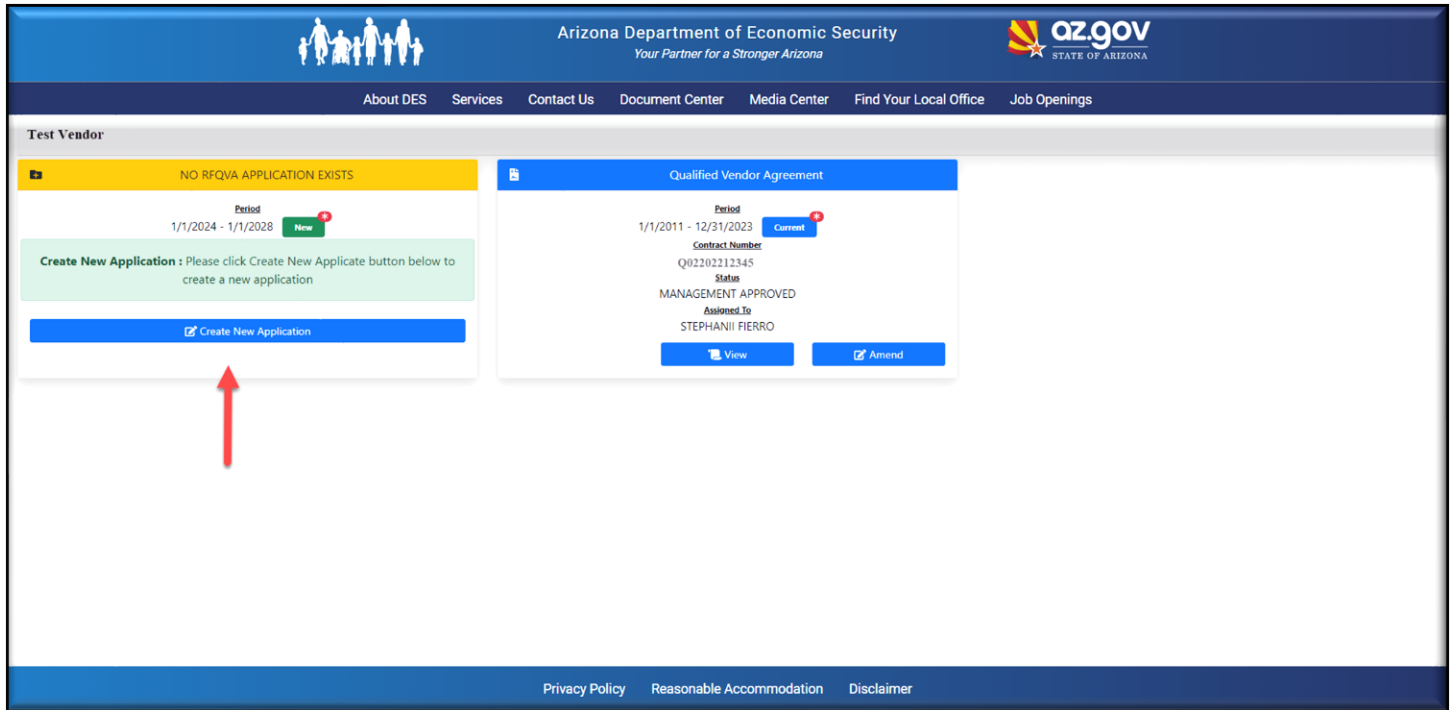 Arizona Department of Economic Security
Your Partner for a Stronger Arizona
az.gov
STATE OF ARIZONA
About DES Services Contact Us Document Center Media Center Find Your Local Office Job Openings
Test Vendor
NO RFQVA APPLICATION EXISTS
Period
1/1/2024 - 1/1/2028 New *
Create New Application : Please click Create New Applicate button below to
create a new application
Create New Application
Qualified Vendor Agreement
Period
1/1/2011 - 12/31/2023 Current *
Contract Number
Q02202212345
Status
MANAGEMENT APPROVED
Assigned To
STEPHANII FIERRO
View Amend
Privacy Policy Reasonable Accommodation Disclaimer